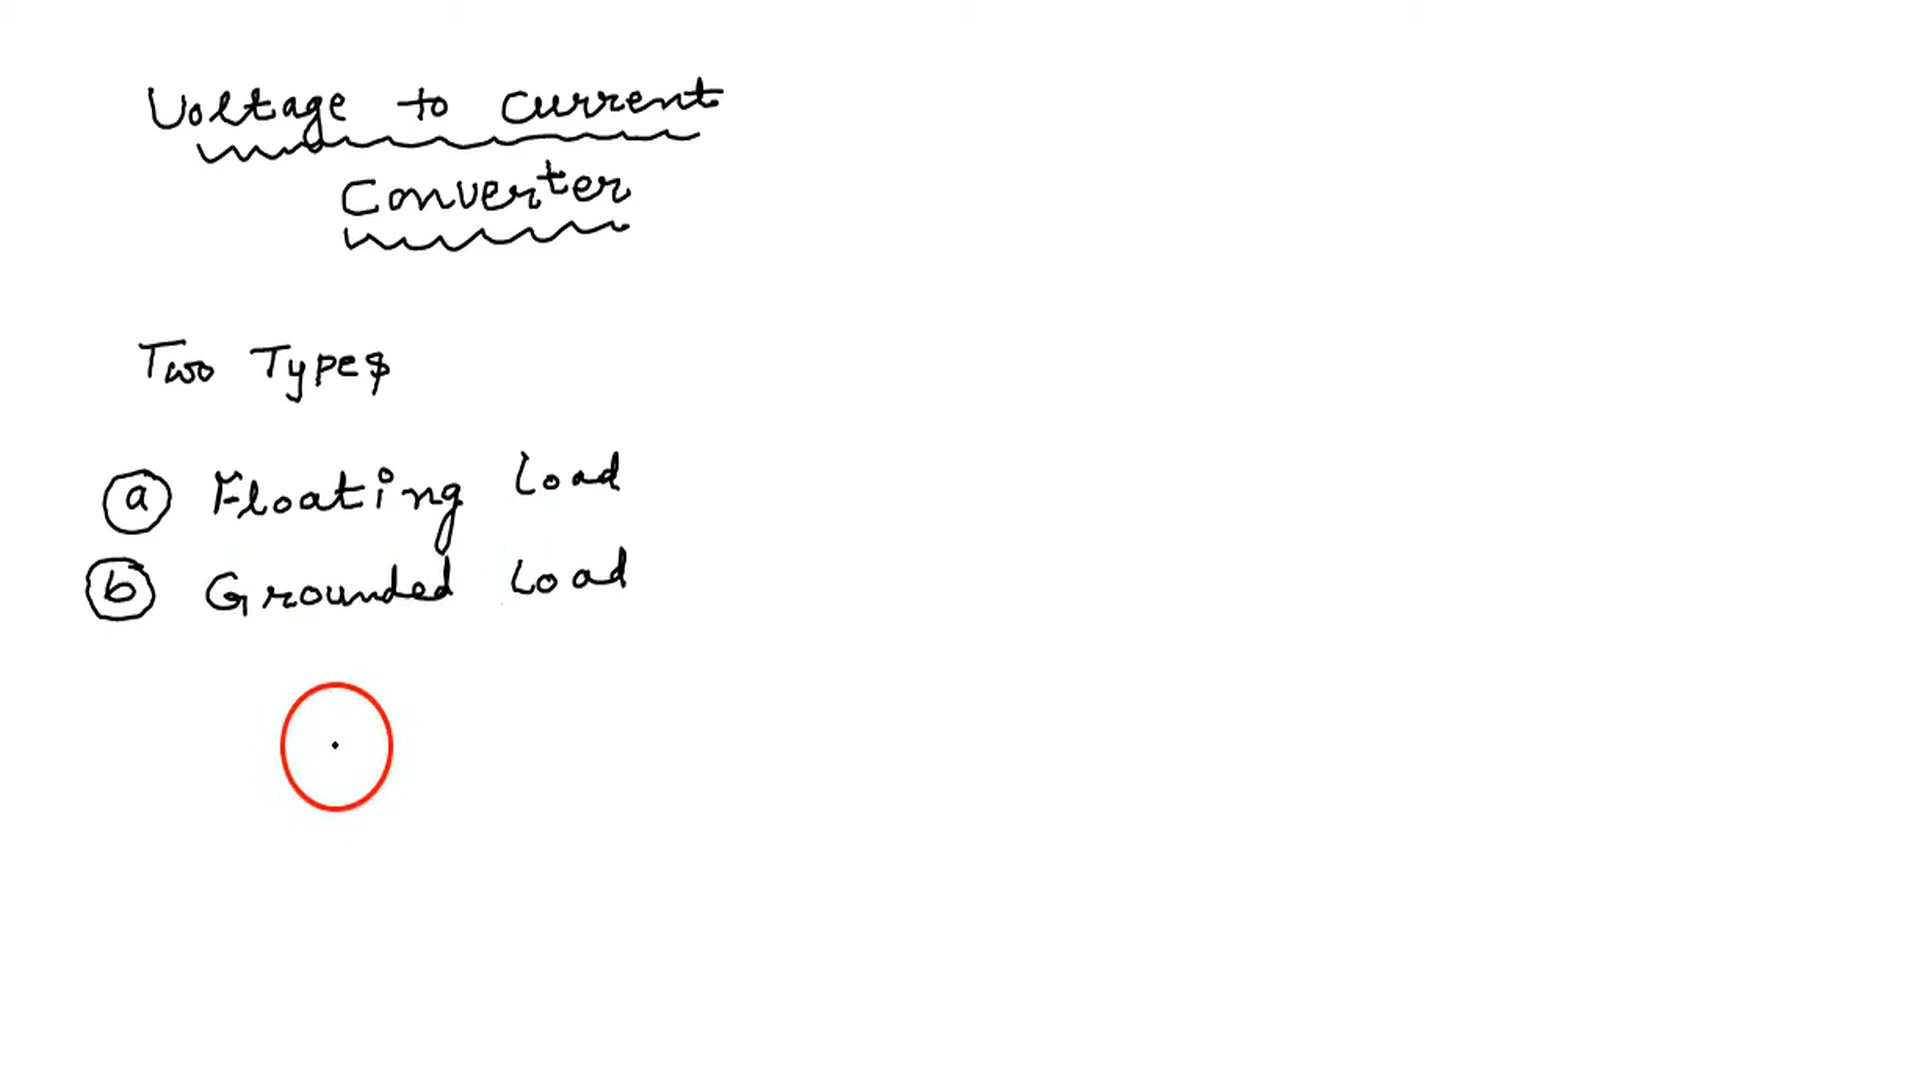 Voltage to Current
Converter
Two Types
a Floating Load
b Grounded Load